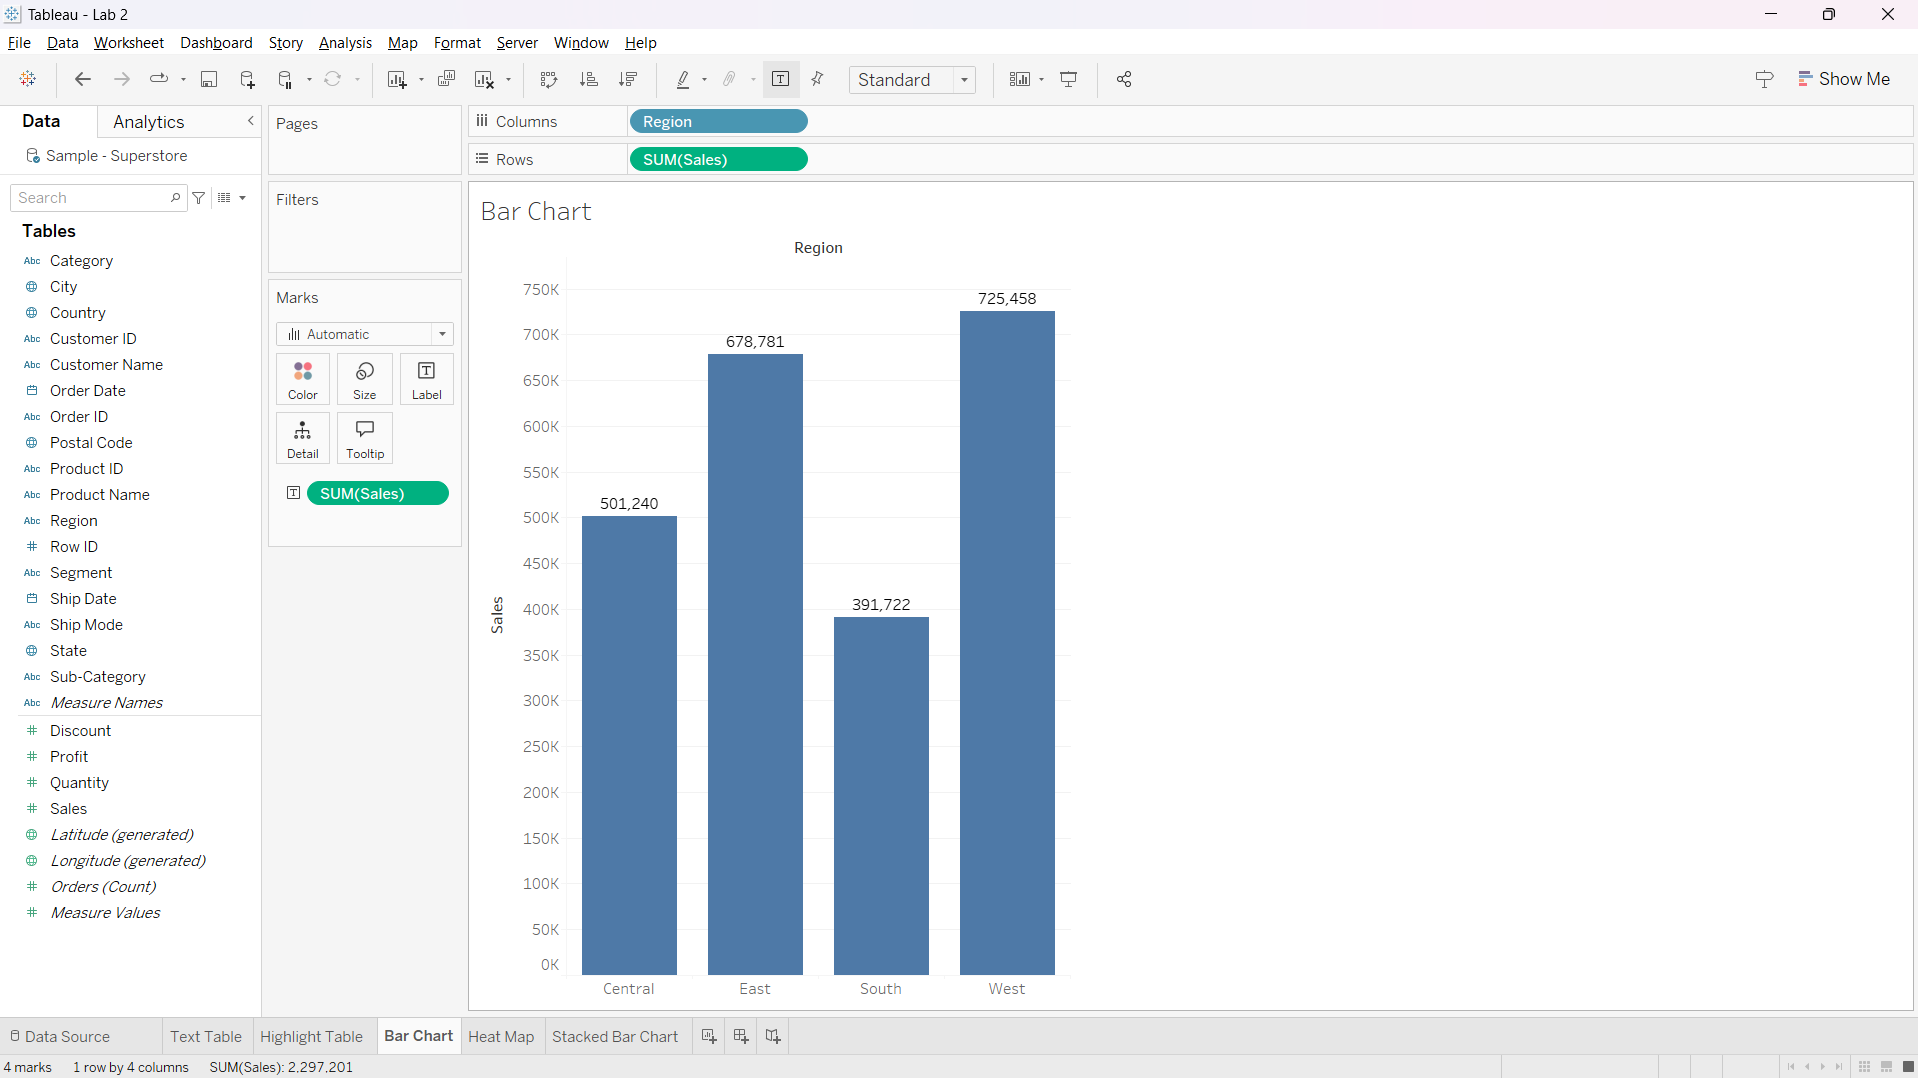 Tableau - Lab 2
File Data Worksheet Dashboard Story Analysis Map Format Server Window Help
Standard
Show Me
Data Analytics
Sample - Superstore
Search
Tables
Abc Category
City
Country
Abc Customer ID
Abc Customer Name
Order Date
Abc Order ID
Postal Code
Abc Product ID
Abc Product Name
Abc Region
# Row ID
Abc Segment
Ship Date
Abc Ship Mode
State
Abc Sub-Category
Abc Measure Names
# Discount
# Profit
# Quantity
# Sales
Latitude (generated)
Longitude (generated)
# Orders (Count)
# Measure Values
Pages
Filters
Marks
Automatic
Color Size Label
Detail Tooltip
SUM(Sales)
Columns Region
Rows SUM(Sales)
Bar Chart
Region
750K
700K
650K
600K
550K
500K
450K
400K
350K
300K
250K
200K
150K
100K
50K
0K
Sales
501,240
678,781
391,722
725,458
Central East South West
Data Source Text Table Highlight Table Bar Chart Heat Map Stacked Bar Chart
4 marks 1 row by 4 columns SUM(Sales): 2,297,201